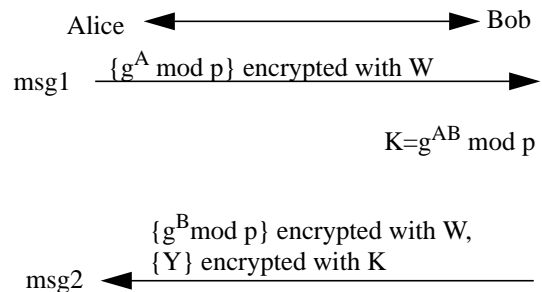 Alice
Bob
msg1
{g^A mod p} encrypted with W
K=g^AB mod p
{g^B mod p} encrypted with W,
{Y} encrypted with K
msg2